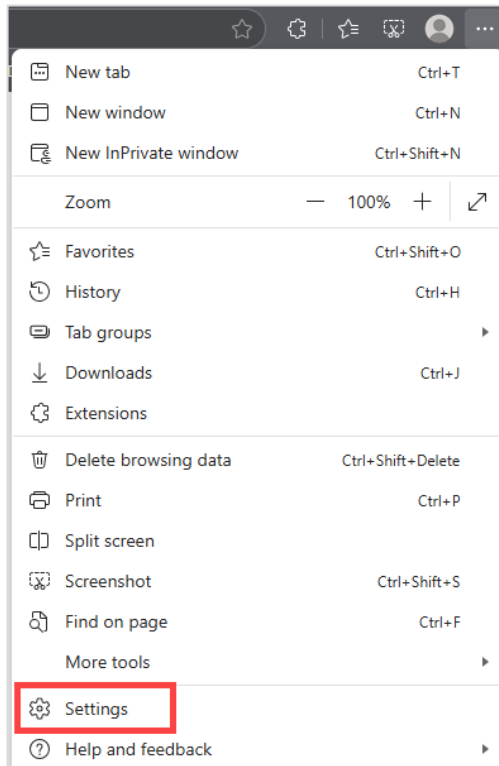 New tab Ctrl+T
New window Ctrl+N
New InPrivate window Ctrl+Shift+N
Zoom — 100% +
Favorites Ctrl+Shift+O
History Ctrl+H
Tab groups
Downloads Ctrl+J
Extensions
Delete browsing data Ctrl+Shift+Delete
Print Ctrl+P
Split screen
Screenshot Ctrl+Shift+S
Find on page Ctrl+F
More tools
Settings
Help and feedback